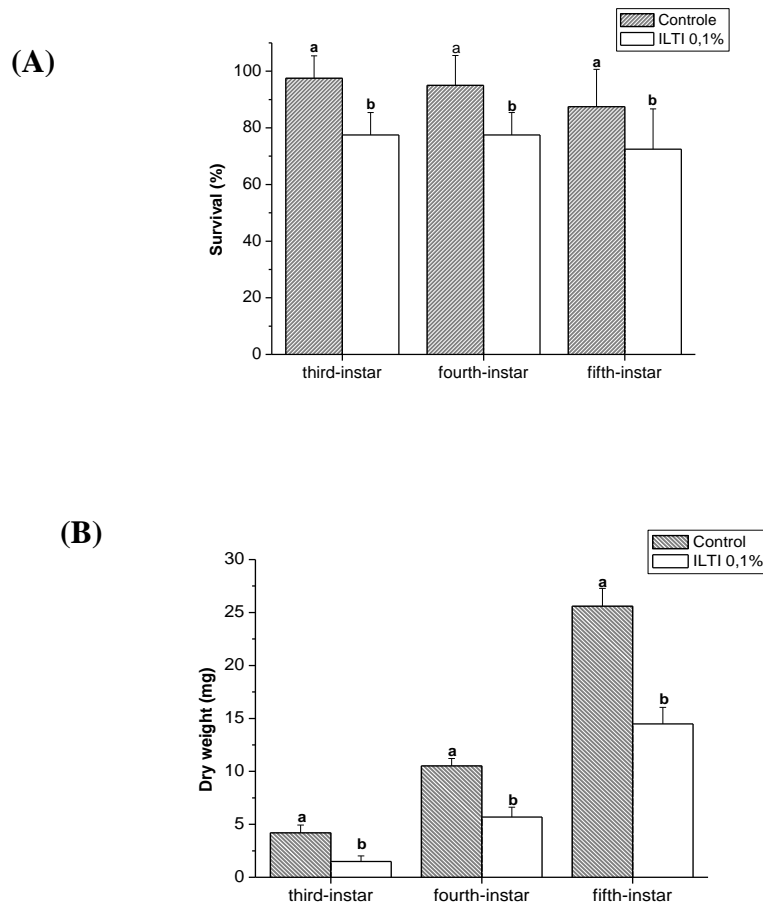 (A)
Controle
ILTI 0,1%
100
80
60
40
20
0
Survival (%)
a
b
a
b
a
b
third-instar
fourth-instar
fifth-instar
(B)
Control
ILTI 0,1%
30
25
20
15
10
5
0
Dry weight (mg)
a
b
a
b
a
b
third-instar
fourth-instar
fifth-instar